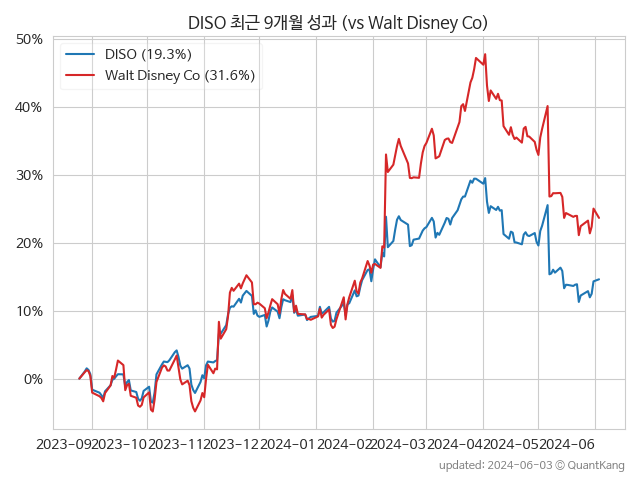 DISO 최근 9개월 성과 (vs Walt Disney Co)
50%
DISO (19.3%)
Walt Disney Co (31.6%)
40%
30%
20%
10%
0%
2023-09 2023-10 2023-11 2023-12 2024-01 2024-02 2024-03 2024-04 2024-05 2024-06
updated: 2024-06-03 © QuantKang